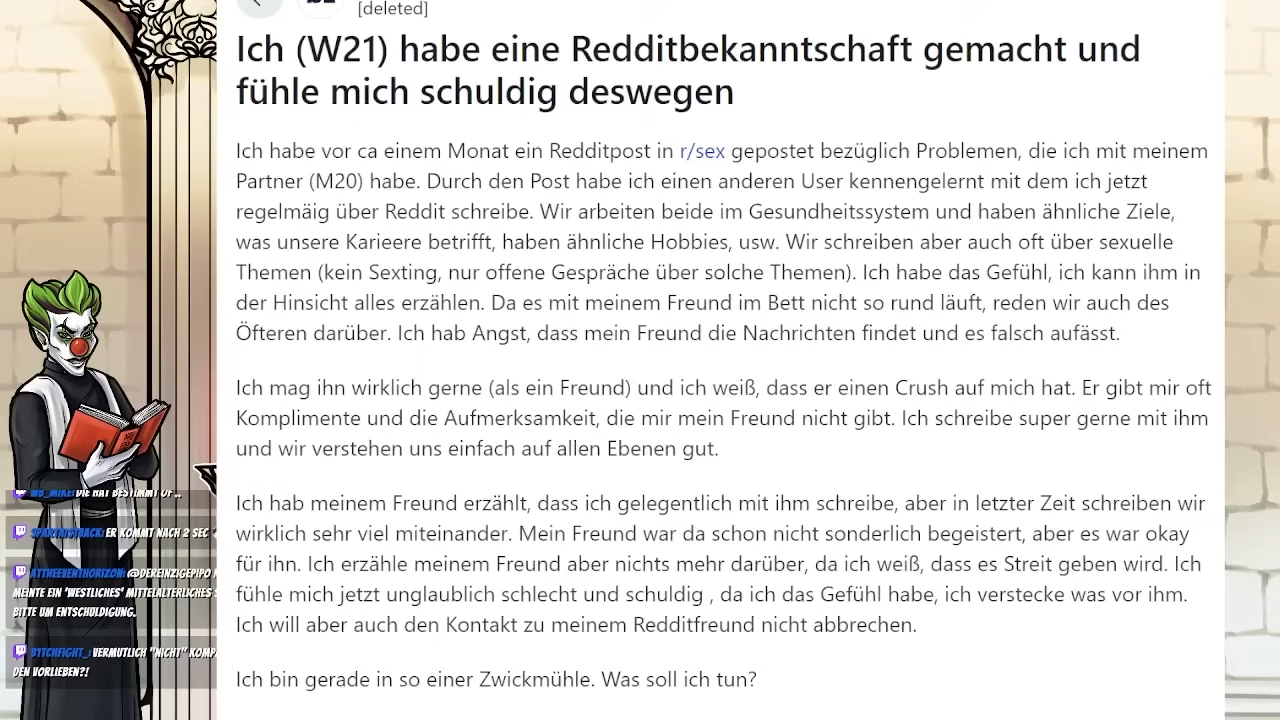 [deleted]
Ich (W21) habe eine Redditbekanntschaft gemacht und
fühle mich schuldig deswegen
Ich habe vor ca einem Monat ein Redditpost in r/sex gepostet bezüglich Problemen, die ich mit meinem
Partner (M20) habe. Durch den Post habe ich einen anderen User kennengelernt mit dem ich jetzt
regelmäig über Reddit schreibe. Wir arbeiten beide im Gesundheitssystem und haben ähnliche Ziele,
was unsere Karieere betrifft, haben ähnliche Hobbies, usw. Wir schreiben aber auch oft über sexuelle
Themen (kein Sexting, nur offene Gespräche über solche Themen). Ich habe das Gefühl, ich kann ihm in
der Hinsicht alles erzählen. Da es mit meinem Freund im Bett nicht so rund läuft, reden wir auch des
Öfteren darüber. Ich hab Angst, dass mein Freund die Nachrichten findet und es falsch aufässt.
Ich mag ihn wirklich gerne (als ein Freund) und ich weiß, dass er einen Crush auf mich hat. Er gibt mir oft
Komplimente und die Aufmerksamkeit, die mir mein Freund nicht gibt. Ich schreibe super gerne mit ihm
und wir verstehen uns einfach auf allen Ebenen gut.
Ich hab meinem Freund erzählt, dass ich gelegentlich mit ihm schreibe, aber in letzter Zeit schreiben wir
wirklich sehr viel miteinander. Mein Freund war da schon nicht sonderlich begeistert, aber es war okay
für ihn. Ich erzähle meinem Freund aber nichts mehr darüber, da ich weiß, dass es Streit geben wird. Ich
fühle mich jetzt unglaublich schlecht und schuldig , da ich das Gefühl habe, ich verstecke was vor ihm.
Ich will aber auch den Kontakt zu meinem Redditfreund nicht abbrechen.
Ich bin gerade in so einer Zwickmühle. Was soll ich tun?
WB_MIKE: DIE HAT BESTIMMT OF ..
ER KOMMT NACH 2 SEC
ATTHEEVENTHORIZON: @DEREINZIGEPIPO
MEINTE EIN 'WESTLICHES' MITTELALTERLICHES
BITTE UM ENTSCHULDIGUNG.
B1TCHFIGHT_: VERMUTLICH "NICHT"
DEN VORLIEBEN?!